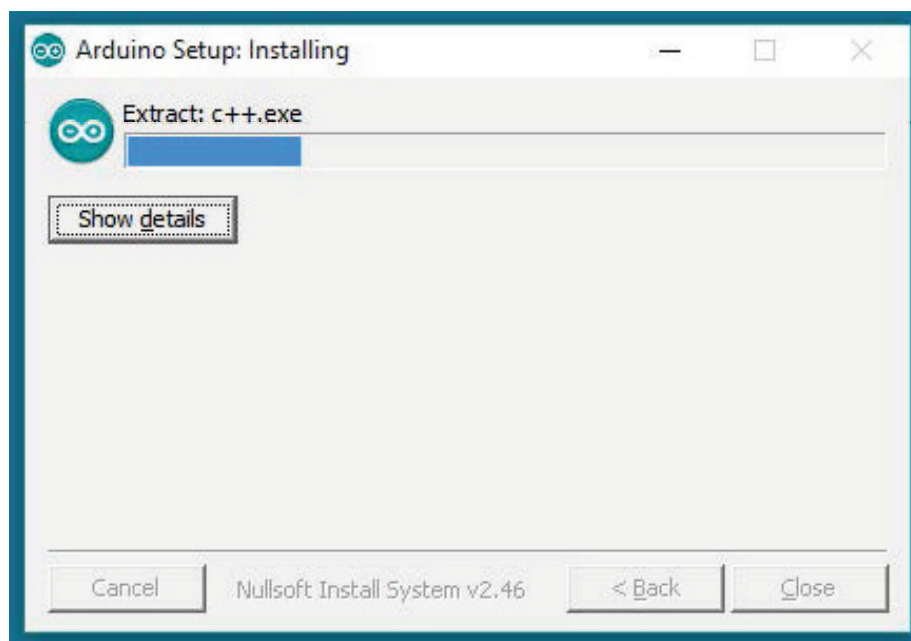 Arduino Setup: Installing
Extract: c++.exe
Show details
Cancel
Nullsoft Install System v2.46
< Back
Close